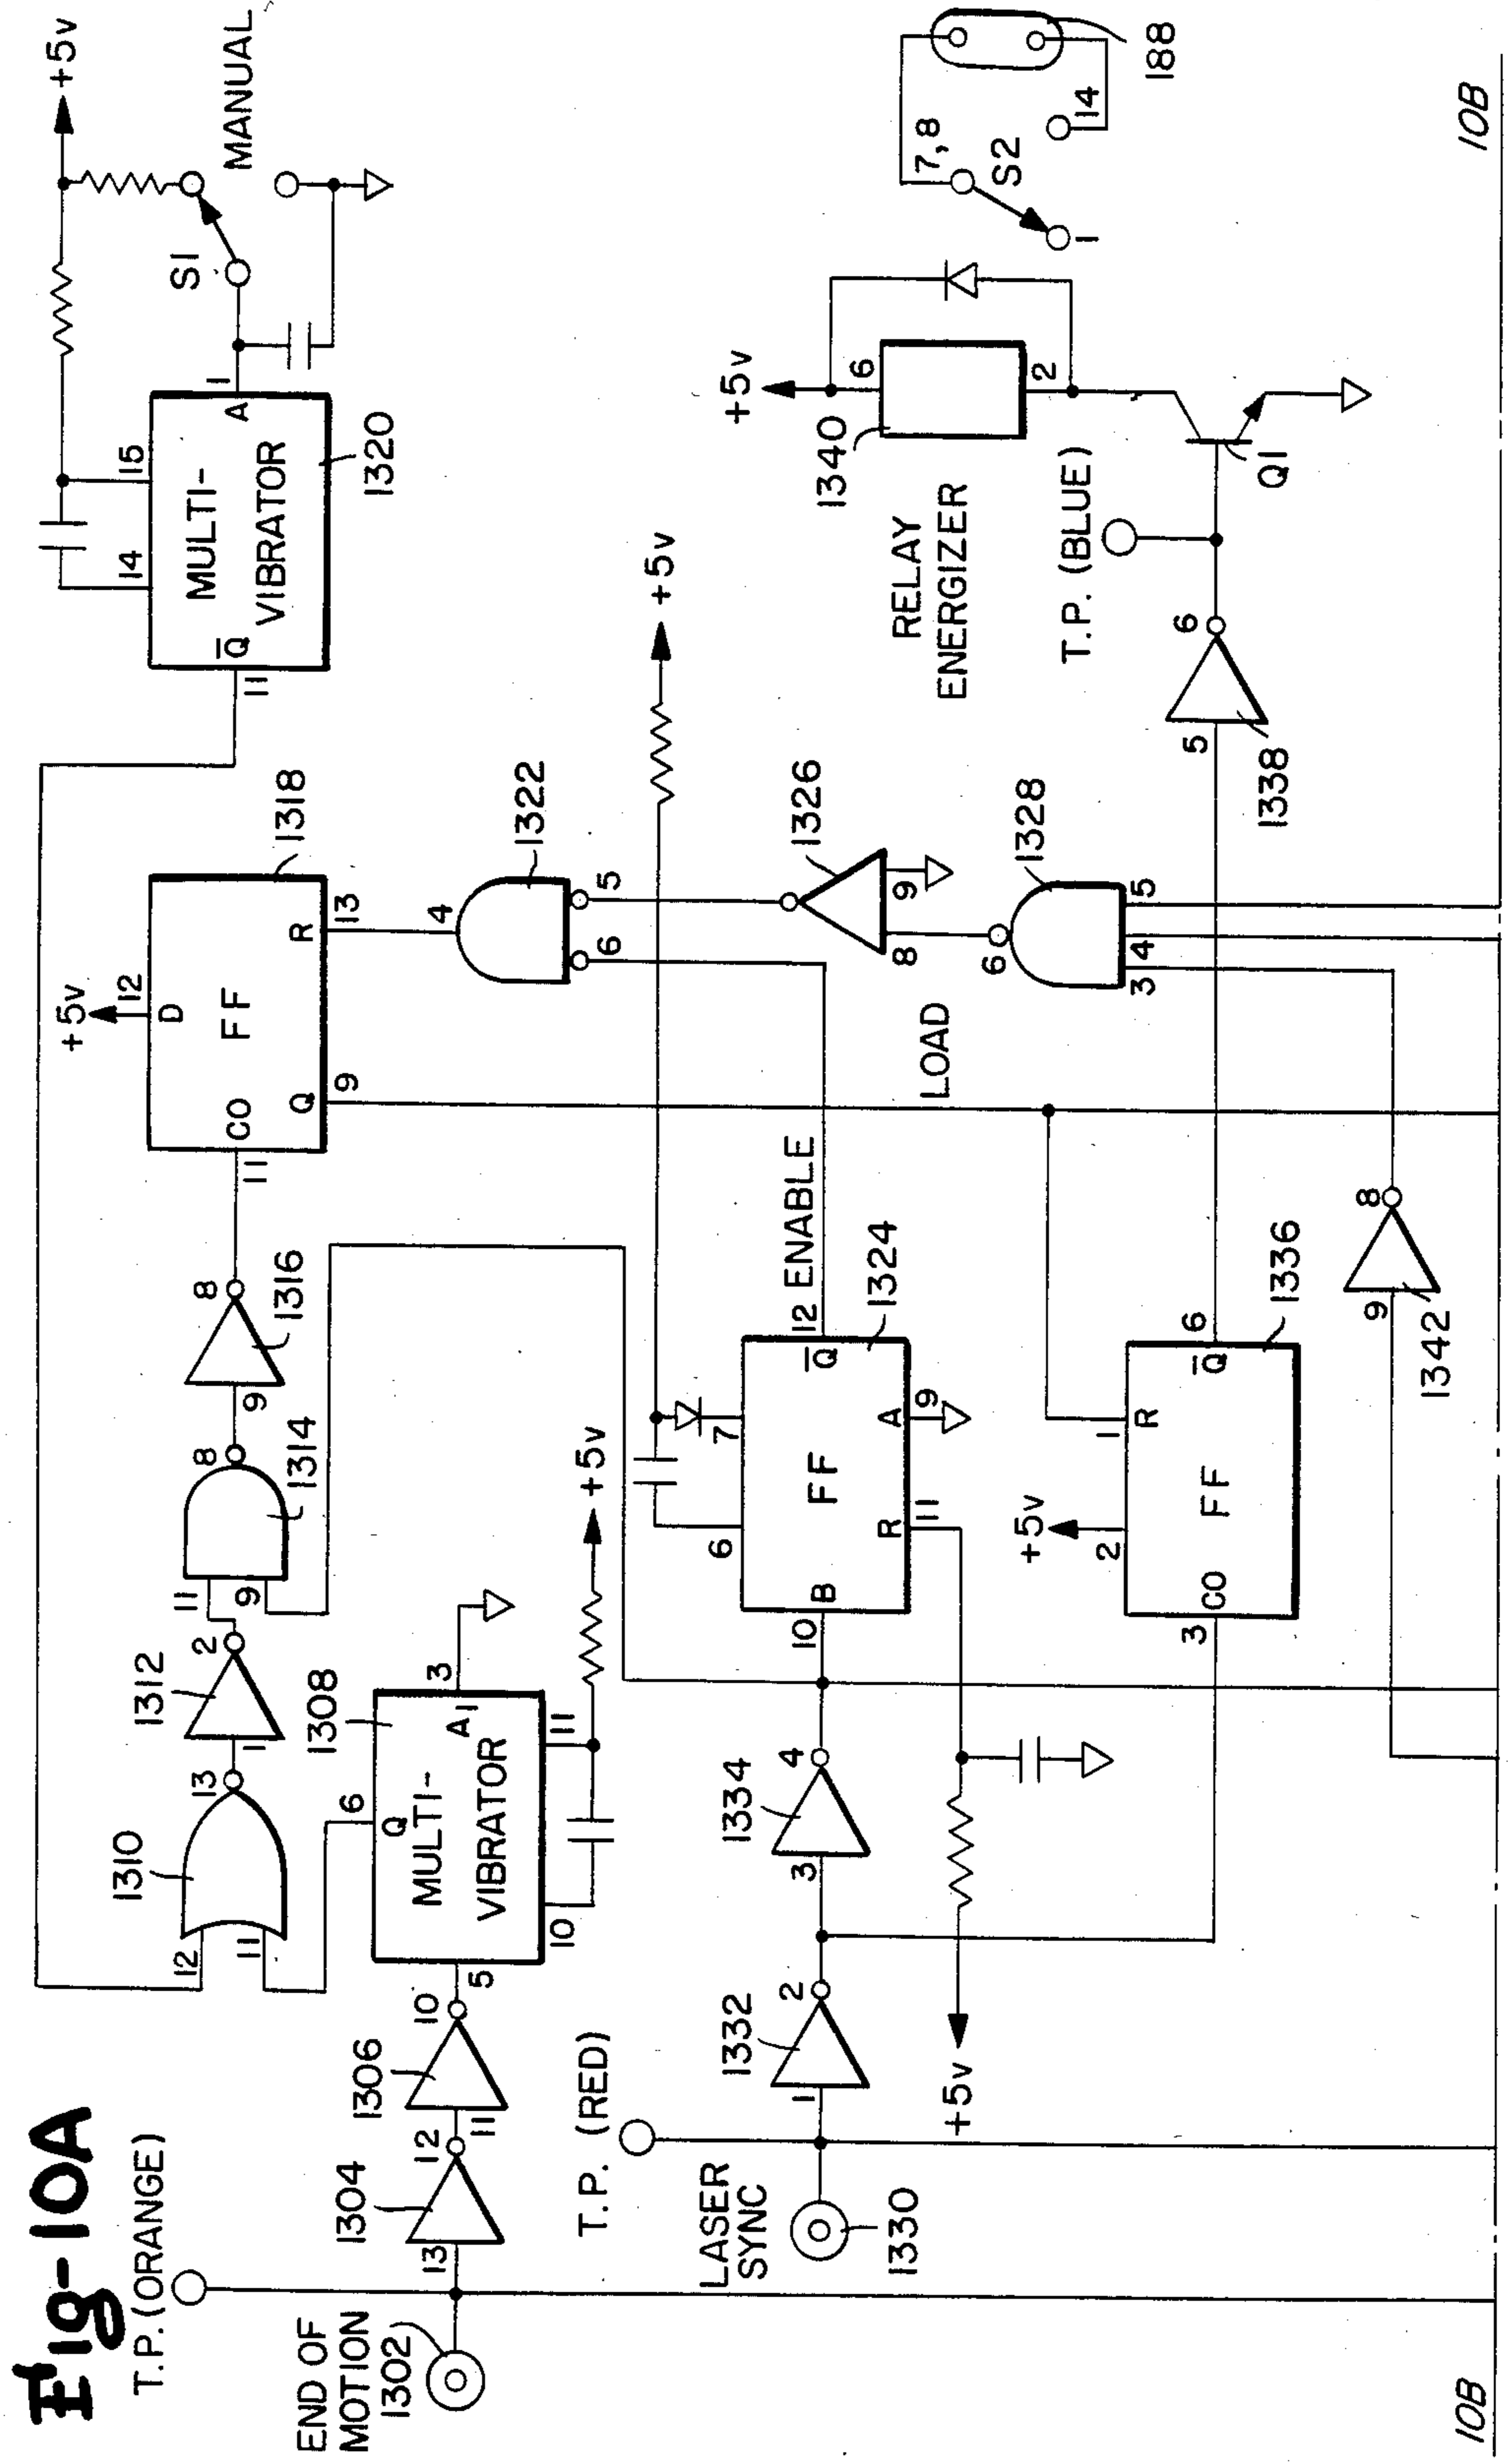 Fig-10A
T.P. (ORANGE)
END OF
MOTION
1302
13
1304
12
11
1306
10
5
MULTI-
VIBRATOR
Q
6
1308
A1
3
10
11
+5v
1310
12
11
13
1312
1
2
11
9
8
1314
9
8
1316
11
CO
FF
D
12
+5v
Q
9
R
13
1318
Q̅
11
MULTI-
VIBRATOR
14
15
A
1
1320
S1
+5v
MANUAL
4
1322
6
5
1326
8
9
6
1328
3
4
5
LOAD
T.P. (RED)
LASER
SYNC
1330
1
1332
2
3
1334
4
10
B
FF
6
7
R
11
A
9
Q̅
12
ENABLE
1324
+5v
+5v
3
CO
FF
2
+5v
1
R
Q̅
6
1336
9
1342
8
5
1338
6
T.P. (BLUE)
Q1
RELAY
ENERGIZER
1340
+5v
6
2
S2
7,8
1
14
188
10B
10B